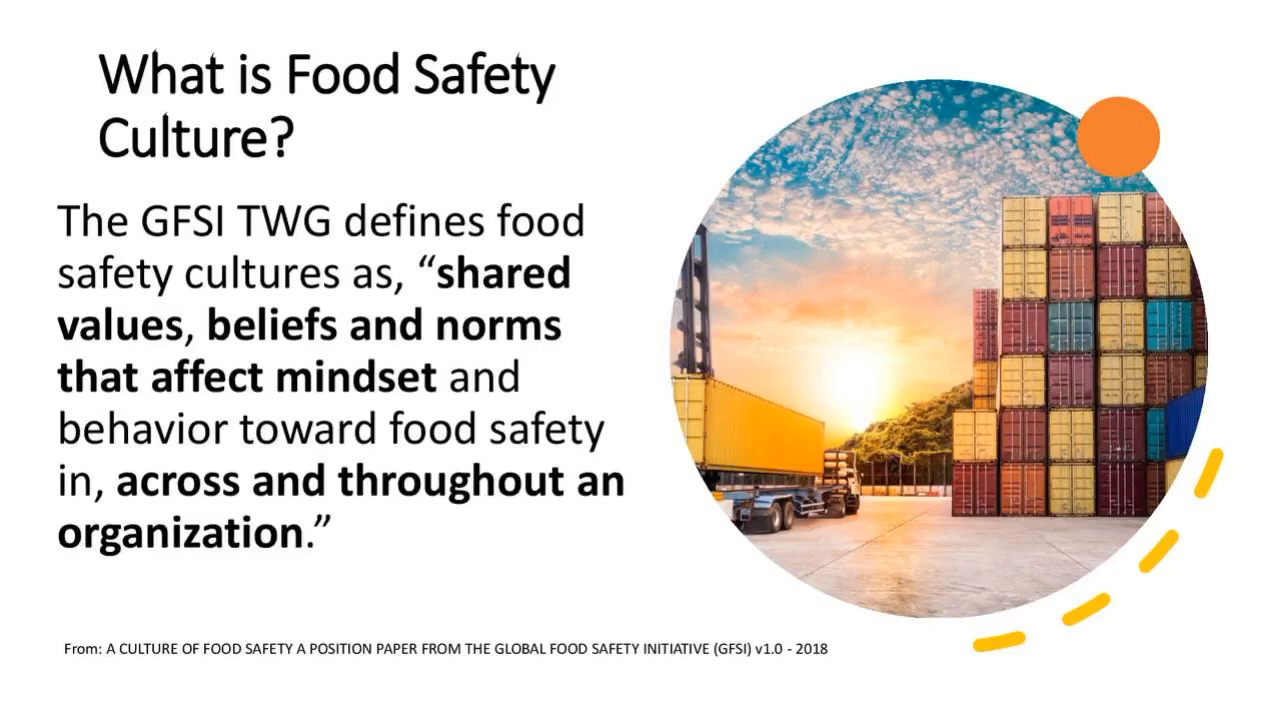 What is Food Safety
Culture?
The GFSI TWG defines food
safety cultures as, “shared
values, beliefs and norms
that affect mindset and
behavior toward food safety
in, across and throughout an
organization.”
From: A CULTURE OF FOOD SAFETY A POSITION PAPER FROM THE GLOBAL FOOD SAFETY INITIATIVE (GFSI) v1.0 - 2018